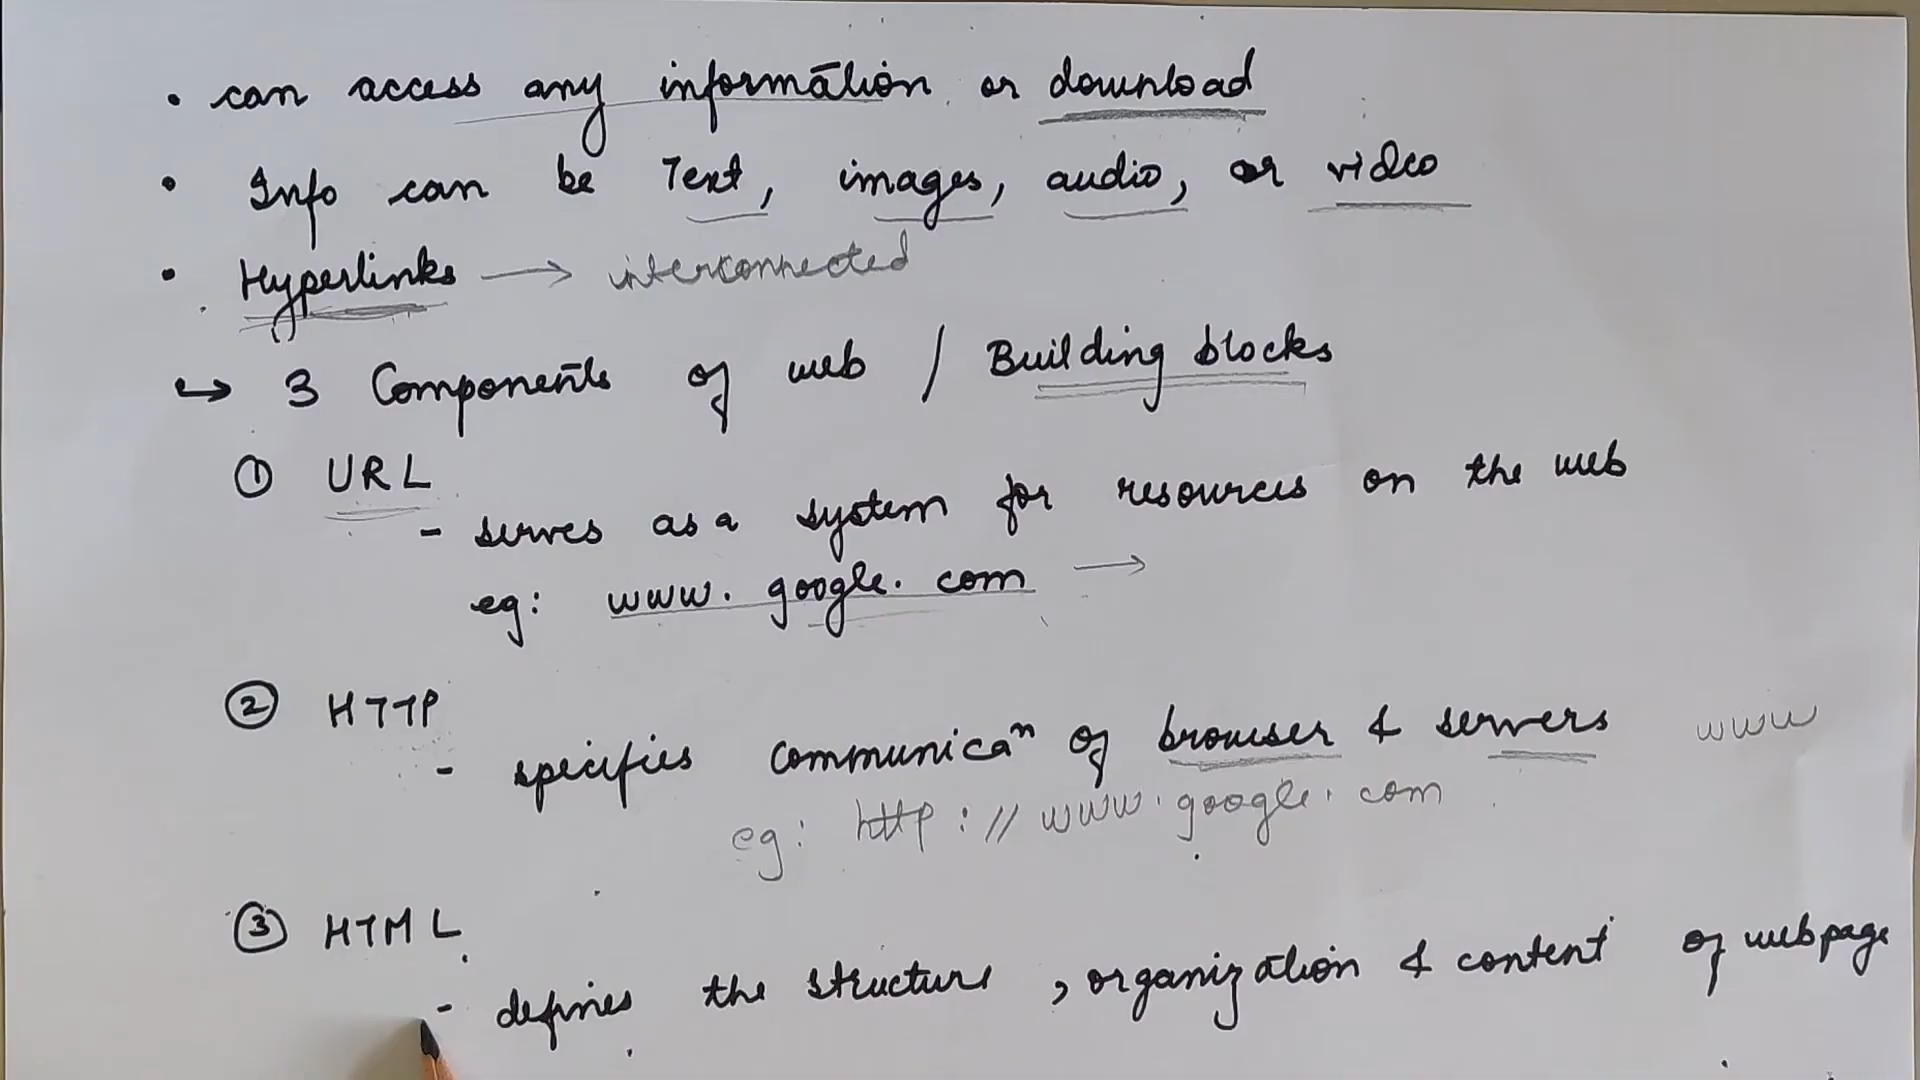 • can access any information or download
• Info can be Text, images, audio, or video
• Hyperlinks → interconnected
↪ 3 Components of web / Building blocks
① URL
- serves as a system for resources on the web
eg: www.google.com →
② HTTP
- specifies communicaⁿ of browser & servers www
eg: http://www.google.com
③ HTML
- defines the structure, organization & content of webpage